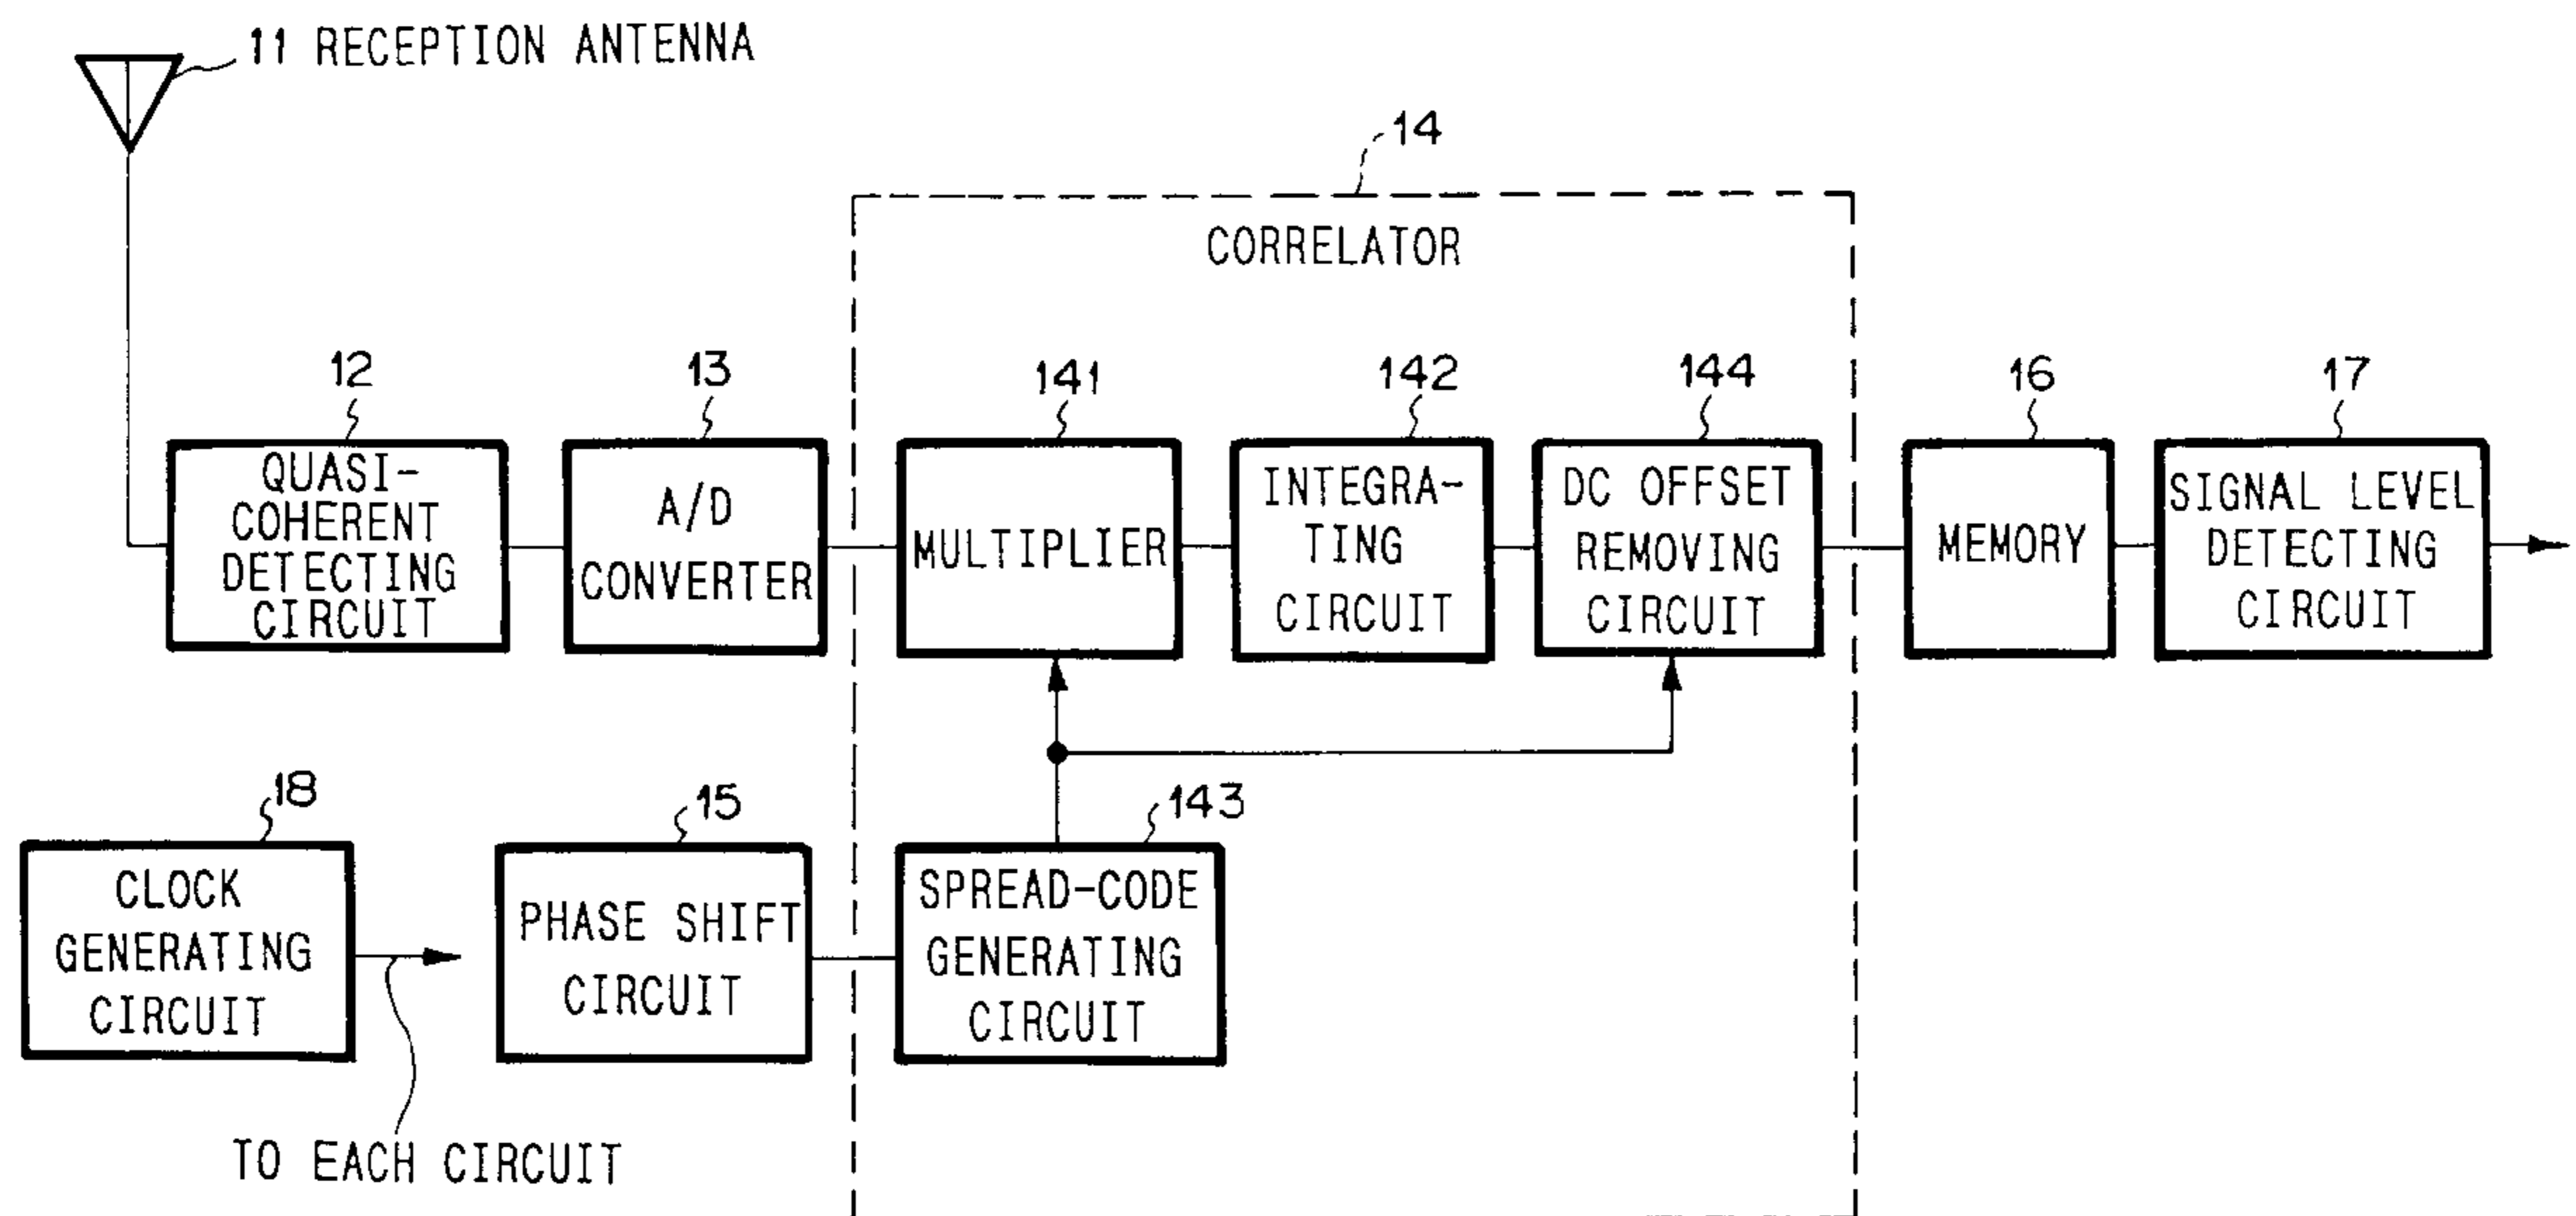 11 RECEPTION ANTENNA
14
CORRELATOR
12
13
141
142
144
16
17
QUASI-
COHERENT
DETECTING
CIRCUIT
A/D
CONVERTER
MULTIPLIER
INTEGRA-
TING
CIRCUIT
DC OFFSET
REMOVING
CIRCUIT
MEMORY
SIGNAL LEVEL
DETECTING
CIRCUIT
18
15
143
CLOCK
GENERATING
CIRCUIT
PHASE SHIFT
CIRCUIT
SPREAD-CODE
GENERATING
CIRCUIT
TO EACH CIRCUIT